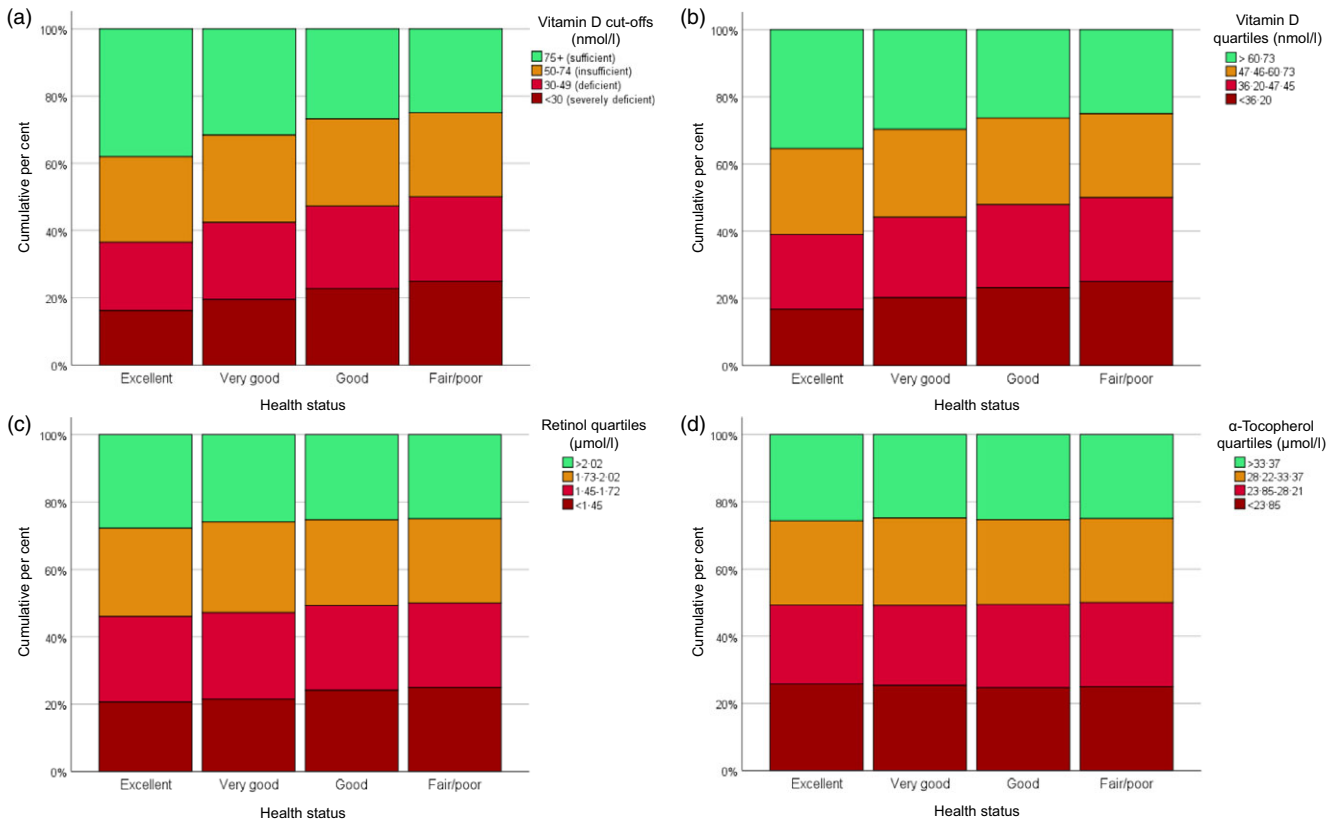 (a)
Vitamin D cut-offs
(nmol/l)
75+ (sufficient)
50-74 (insufficient)
30-49 (deficient)
<30 (severely deficient)
100%
80%
60%
40%
20%
0%
Cumulative per cent
Excellent Very good Good Fair/poor
Health status
(b)
Vitamin D
quartiles (nmol/l)
> 60·73
47·46-60·73
36·20-47·45
<36·20
100%
80%
60%
40%
20%
0%
Cumulative per cent
Excellent Very good Good Fair/poor
Health status
(c)
Retinol quartiles
(μmol/l)
>2·02
1·73-2·02
1·45-1·72
<1·45
100%
80%
60%
40%
20%
0%
Cumulative per cent
Excellent Very good Good Fair/poor
Health status
(d)
α-Tocopherol
quartiles (μmol/l)
>33·37
28·22-33·37
23·85-28·21
<23·85
100%
80%
60%
40%
20%
0%
Cumulative per cent
Excellent Very good Good Fair/poor
Health status